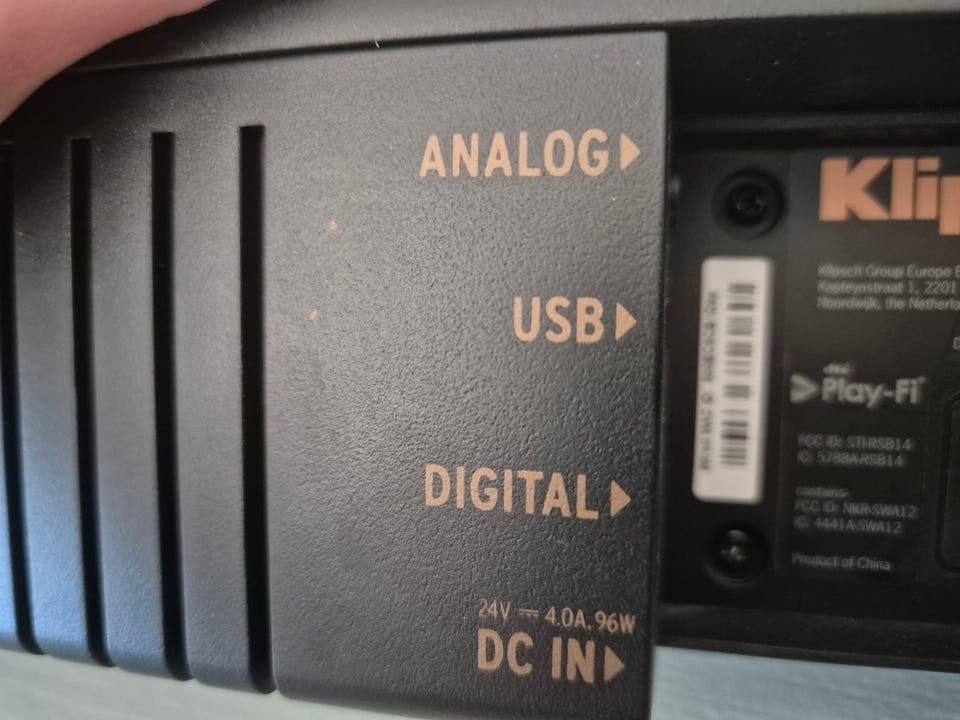 ANALOG
USB
DIGITAL
24V 4.0A.96W
DC IN
Klip
Klipsch Group Europe B
Kapteynstraat 1, 2201
Noordwijk, the Netherla
dts
Play-Fi
FCC ID: STI-RSB14
IC: 5788A-RSB14
contains
FCC ID: NKR-SWA12
IC: 4441A-SWA12
Product of China